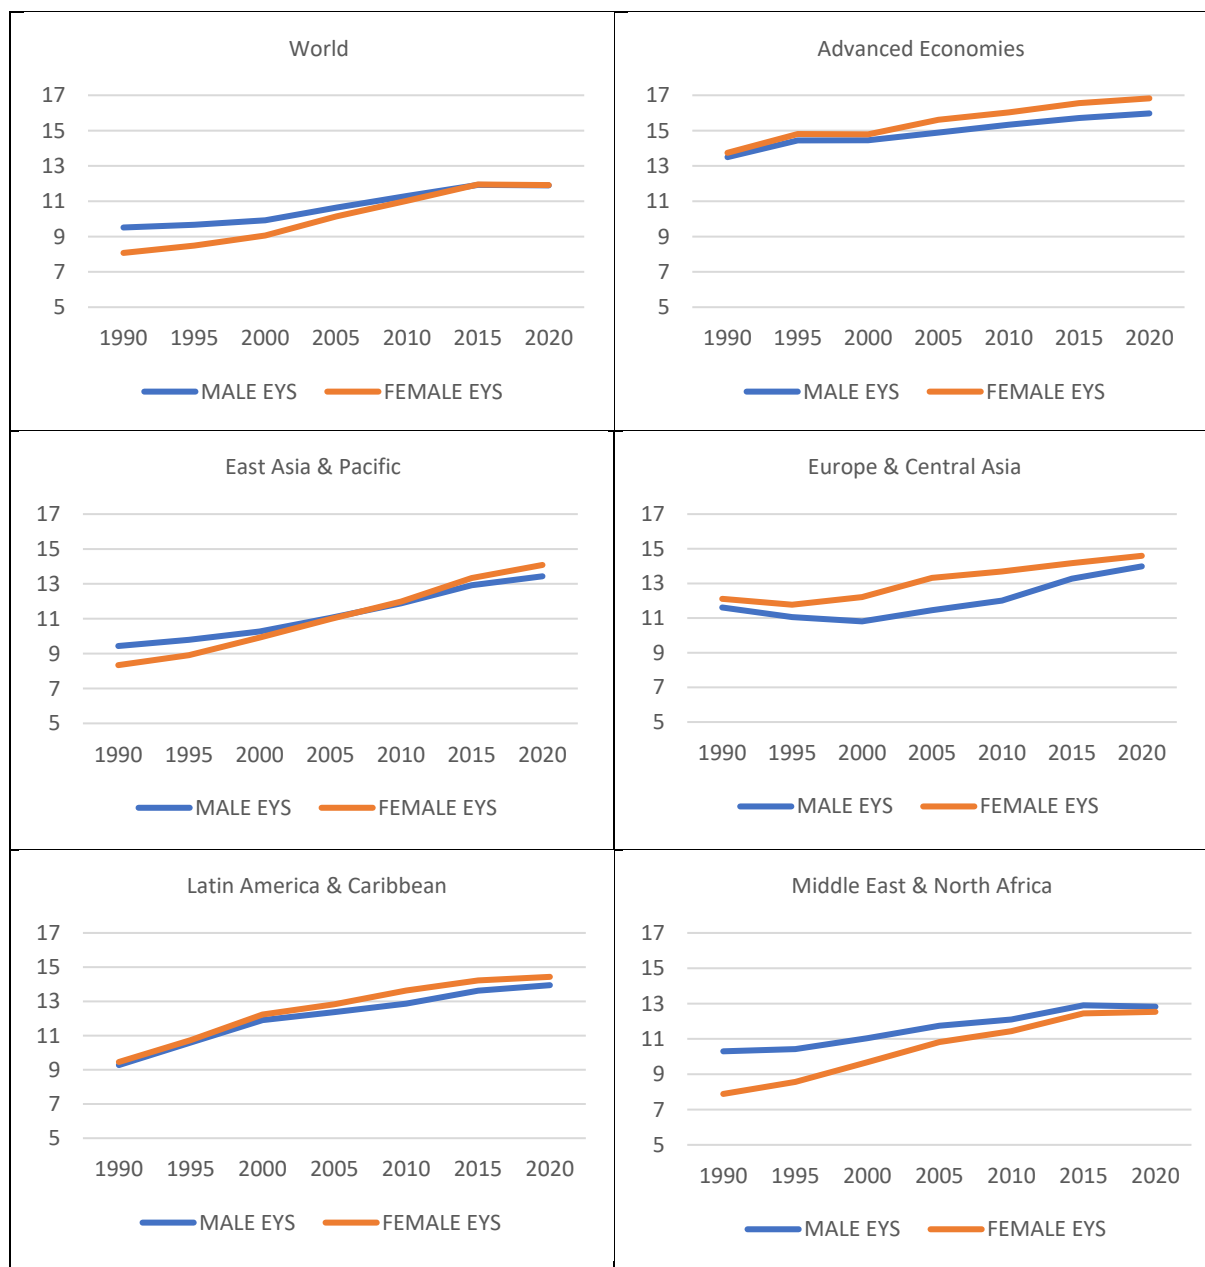 World
17
15
13
11
9
7
5
1990 1995 2000 2005 2010 2015 2020
MALE EYS FEMALE EYS
Advanced Economies
17
15
13
11
9
7
5
1990 1995 2000 2005 2010 2015 2020
MALE EYS FEMALE EYS
East Asia & Pacific
17
15
13
11
9
7
5
1990 1995 2000 2005 2010 2015 2020
MALE EYS FEMALE EYS
Europe & Central Asia
17
15
13
11
9
7
5
1990 1995 2000 2005 2010 2015 2020
MALE EYS FEMALE EYS
Latin America & Caribbean
17
15
13
11
9
7
5
1990 1995 2000 2005 2010 2015 2020
MALE EYS FEMALE EYS
Middle East & North Africa
17
15
13
11
9
7
5
1990 1995 2000 2005 2010 2015 2020
MALE EYS FEMALE EYS